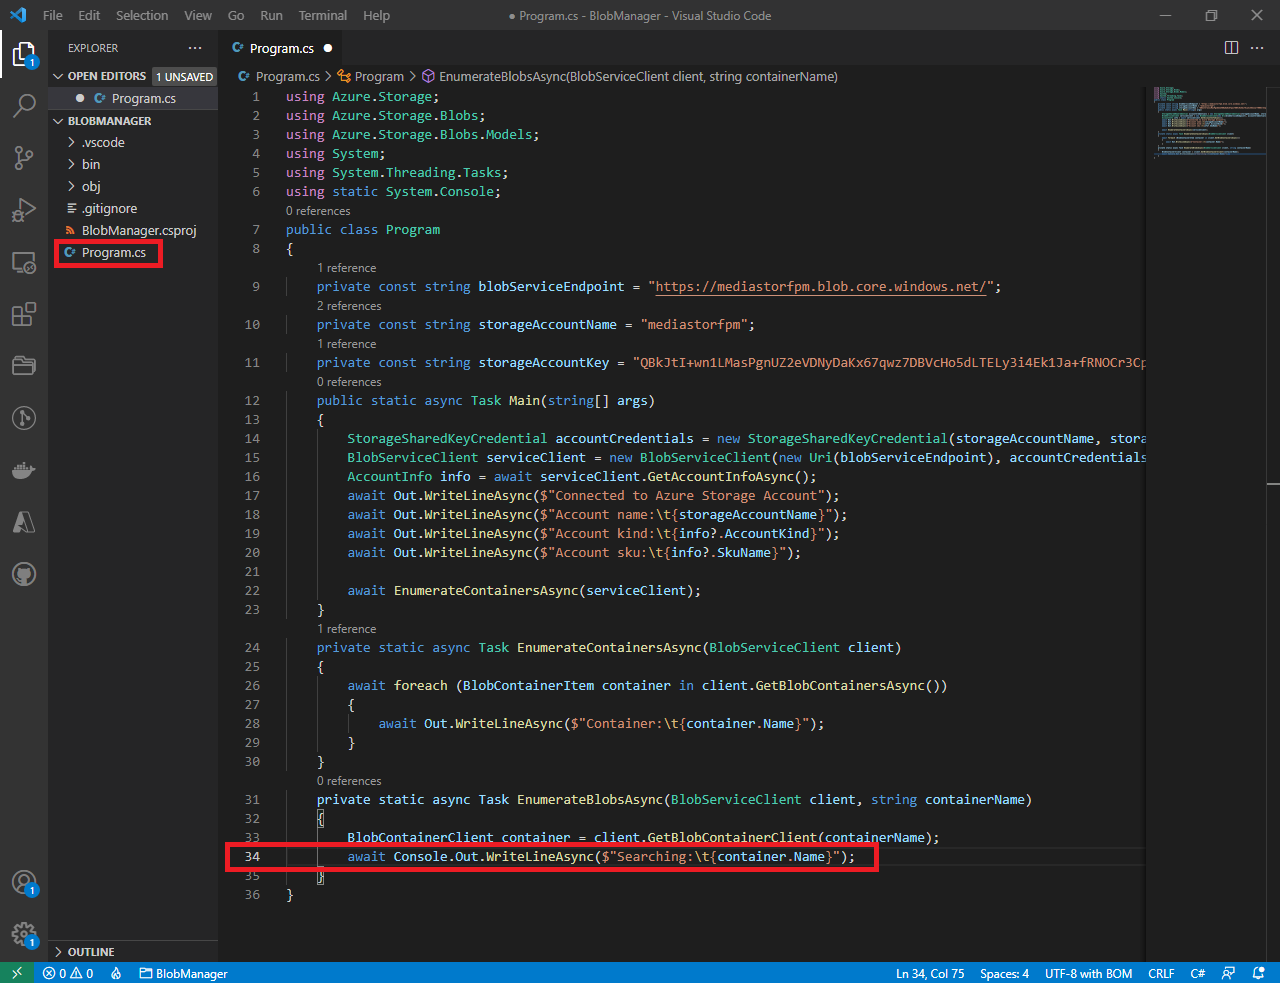 File Edit Selection View Go Run Terminal Help
● Program.cs - BlobManager - Visual Studio Code
EXPLORER ···
OPEN EDITORS 1 UNSAVED
Program.cs
BLOBMANAGER
.vscode
bin
obj
.gitignore
BlobManager.csproj
Program.cs
OUTLINE
1
1
1
Program.cs
Program.cs > Program > EnumerateBlobsAsync(BlobServiceClient client, string containerName)
1 using Azure.Storage;
2 using Azure.Storage.Blobs;
3 using Azure.Storage.Blobs.Models;
4 using System;
5 using System.Threading.Tasks;
6 using static System.Console;
0 references
7 public class Program
8 {
1 reference
9 private const string blobServiceEndpoint = "https://mediastorfpm.blob.core.windows.net/";
2 references
10 private const string storageAccountName = "mediastorfpm";
1 reference
11 private const string storageAccountKey = "QBkJtI+wn1LMasPgnUZ2eVDNyDaKx67qwz7DBVcHo5dLTELy3i4Ek1Ja+fRNOCr3Cp
0 references
12 public static async Task Main(string[] args)
13 {
14 StorageSharedKeyCredential accountCredentials = new StorageSharedKeyCredential(storageAccountName, stora
15 BlobServiceClient serviceClient = new BlobServiceClient(new Uri(blobServiceEndpoint), accountCredentials
16 AccountInfo info = await serviceClient.GetAccountInfoAsync();
17 await Out.WriteLineAsync($"Connected to Azure Storage Account");
18 await Out.WriteLineAsync($"Account name:\t{storageAccountName}");
19 await Out.WriteLineAsync($"Account kind:\t{info?.AccountKind}");
20 await Out.WriteLineAsync($"Account sku:\t{info?.SkuName}");
21
22 await EnumerateContainersAsync(serviceClient);
23 }
1 reference
24 private static async Task EnumerateContainersAsync(BlobServiceClient client)
25 {
26 await foreach (BlobContainerItem container in client.GetBlobContainersAsync())
27 {
28 await Out.WriteLineAsync($"Container:\t{container.Name}");
29 }
30 }
0 references
31 private static async Task EnumerateBlobsAsync(BlobServiceClient client, string containerName)
32 {
33 BlobContainerClient container = client.GetBlobContainerClient(containerName);
34 await Console.Out.WriteLineAsync($"Searching:\t{container.Name}");
35 }
36 }
0 0 BlobManager Ln 34, Col 75 Spaces: 4 UTF-8 with BOM CRLF C#